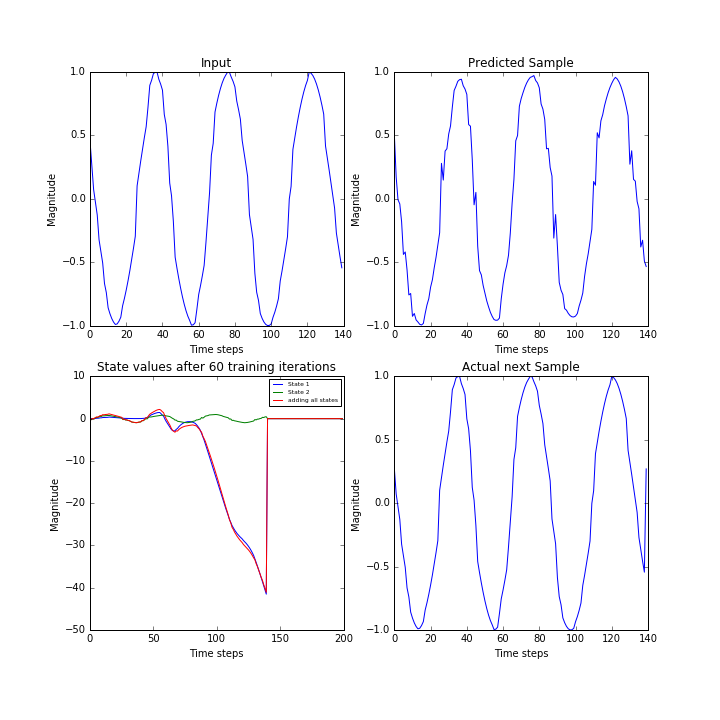 Input
Magnitude
1.0
0.5
0.0
−0.5
−1.0
0 20 40 60 80 100 120 140
Time steps
Predicted Sample
Magnitude
1.0
0.5
0.0
−0.5
−1.0
0 20 40 60 80 100 120 140
Time steps
State values after 60 training iterations
Magnitude
10
0
−10
−20
−30
−40
−50
State 1
State 2
adding all states
0 50 100 150 200
Time steps
Actual next Sample
Magnitude
1.0
0.5
0.0
−0.5
−1.0
0 20 40 60 80 100 120 140
Time steps